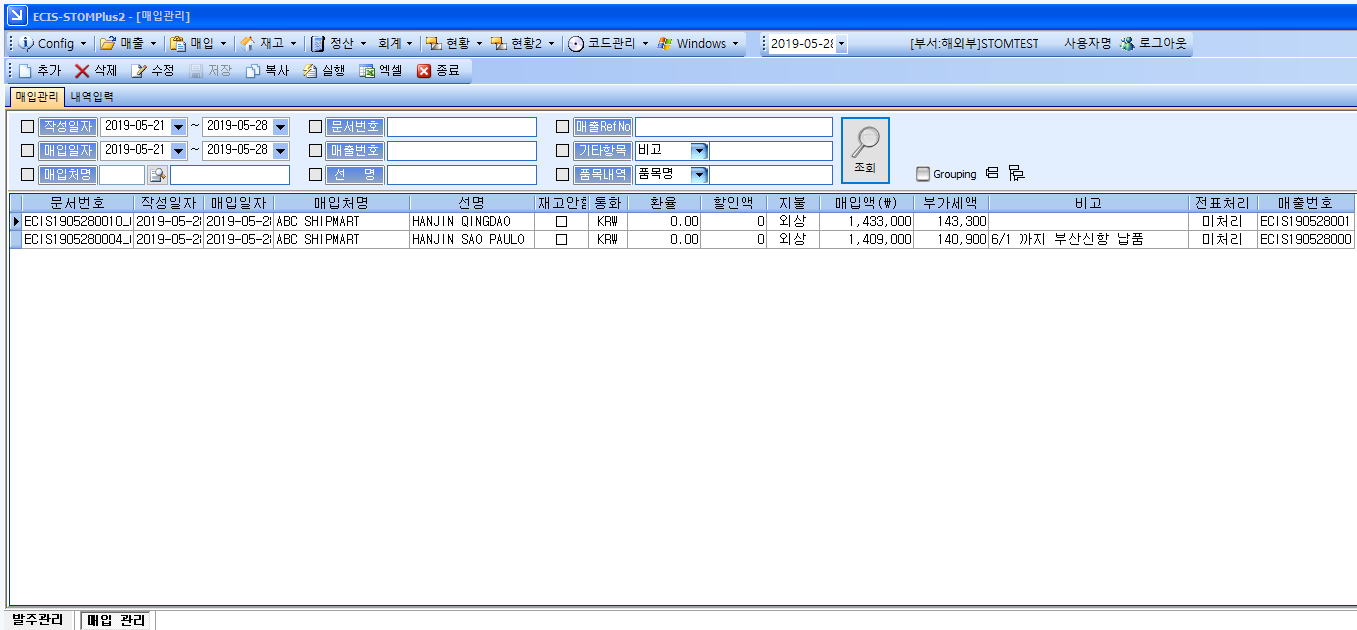 ECIS-STOMPlus2 - [매입관리]
Config 매출 매입 재고 정산 회계 현황 현황2 코드관리 Windows 2019-05-28 [부서:해외부]STOMTEST 사용자명 로그아웃
추가 삭제 수정 저장 복사 실행 엑셀 종료
매입관리 내역입력
작성일자 2019-05-21 ~ 2019-05-28 문서번호 매출RefNo
매입일자 2019-05-21 ~ 2019-05-28 매출번호 기타항목 비고
매입처명 선 명 품목내역 품목명 조회 Grouping
문서번호 작성일자 매입일자 매입처명 선명 재고안함 통화 환율 할인액 지불 매입액(₩) 부가세액 비고 전표처리 매출번호
ECIS1905280010_ 2019-05-2 2019-05-2 ABC SHIPMART HANJIN QINGDAO KRW 0.00 0 외상 1,433,000 143,300 미처리 ECIS190528001
ECIS1905280004_ 2019-05-2 2019-05-2 ABC SHIPMART HANJIN SAO PAULO KRW 0.00 0 외상 1,409,000 140,900 6/1 까지 부산신항 납품 미처리 ECIS190528000
발주관리 매입 관리